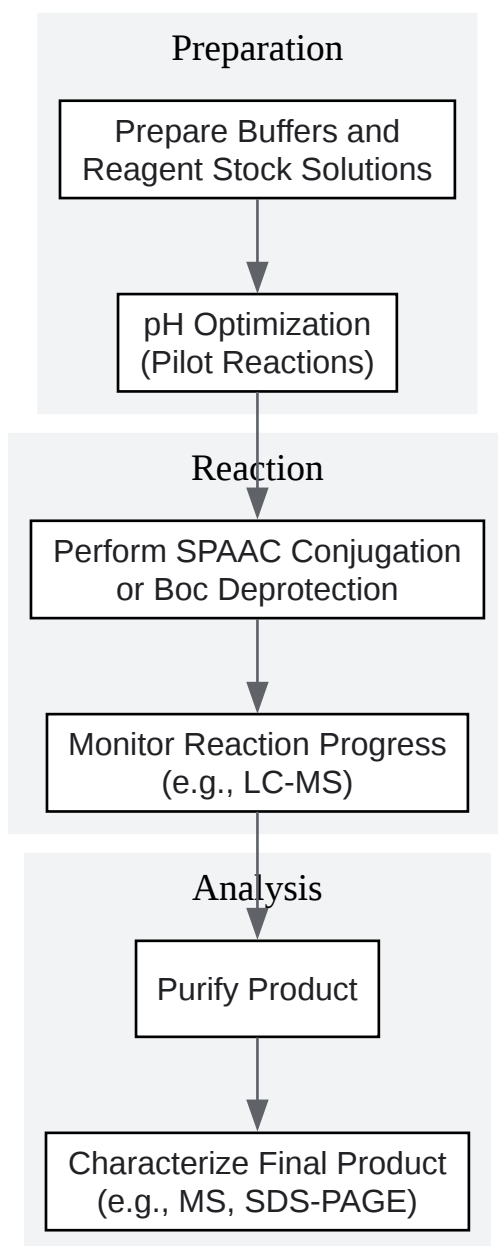 Preparation
Prepare Buffers and
Reagent Stock Solutions
pH Optimization
(Pilot Reactions)
Reaction
Perform SPAAC Conjugation
or Boc Deprotection
Monitor Reaction Progress
(e.g., LC-MS)
Analysis
Purify Product
Characterize Final Product
(e.g., MS, SDS-PAGE)